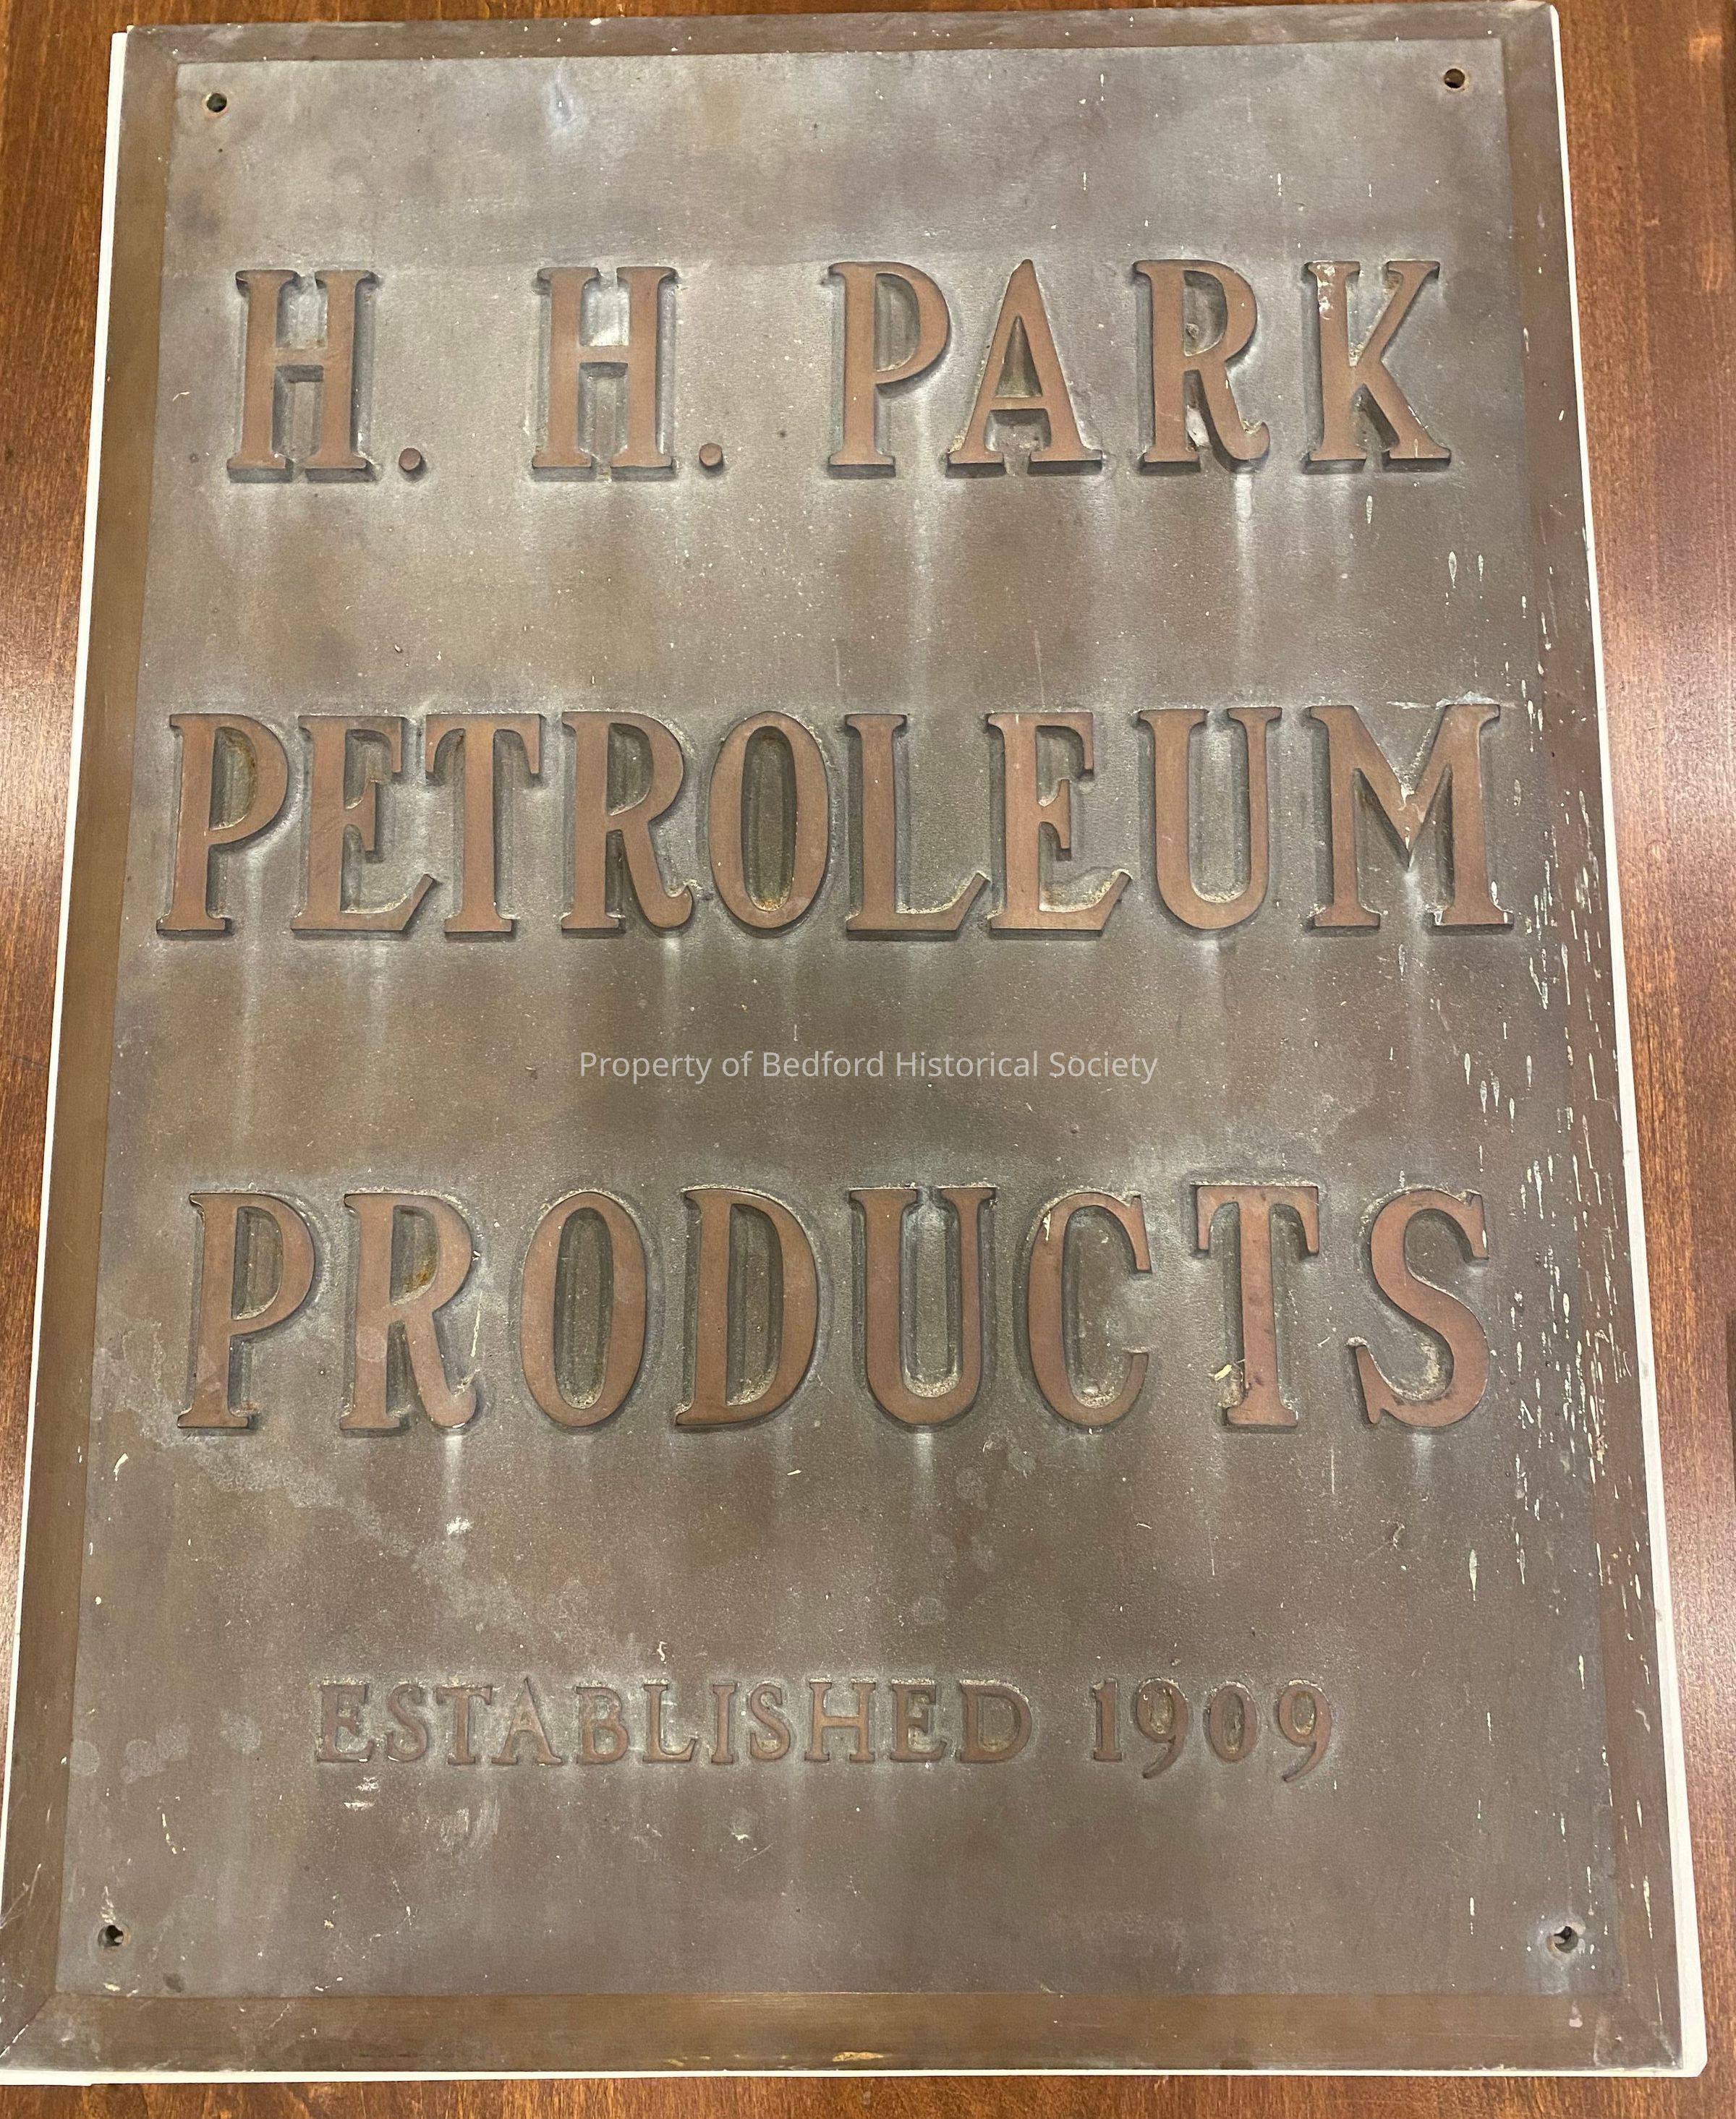 H. H. PARK
PETROLEUM
Property of Bedford Historical Society
PRODUCTS
ESTABLISHED 1909